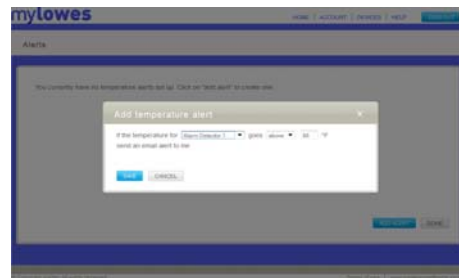 mylowes
HOME | ACCOUNT | DEVICES | HELP
Alerts
You currently have no temperature alerts set up. Click on "add alert" to create one.
Add temperature alert
If the temperature for Alarm Detector 1 goes above °F
send an email alert to me
SAVE CANCEL
ADD ALERT DONE